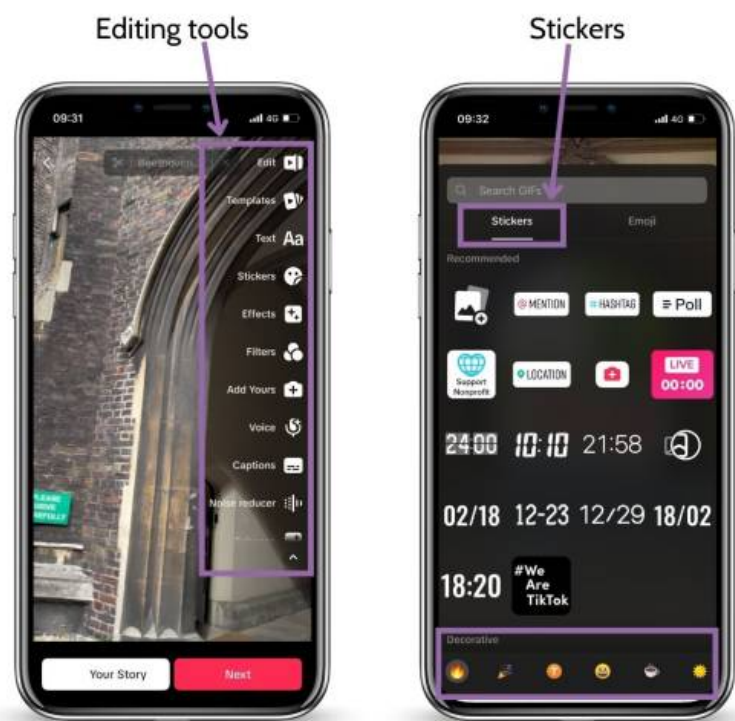 Editing tools
Stickers
09:31
4G
Beethoven
Edit
Templates
Text Aa
Stickers
Effects
Filters
Add Yours
Voice
Captions
Noise reducer
PLEASE
Your Story
Next
09:32
4G
Search GIFs
Stickers
Emoji
Recommended
@MENTION
#HASHTAG
Poll
Support
Nonprofit
LOCATION
LIVE
00:00
24:00
10:10
21:58
02/18
12-23
12/29
18/02
18:20
#We
Are
TikTok
Decorative